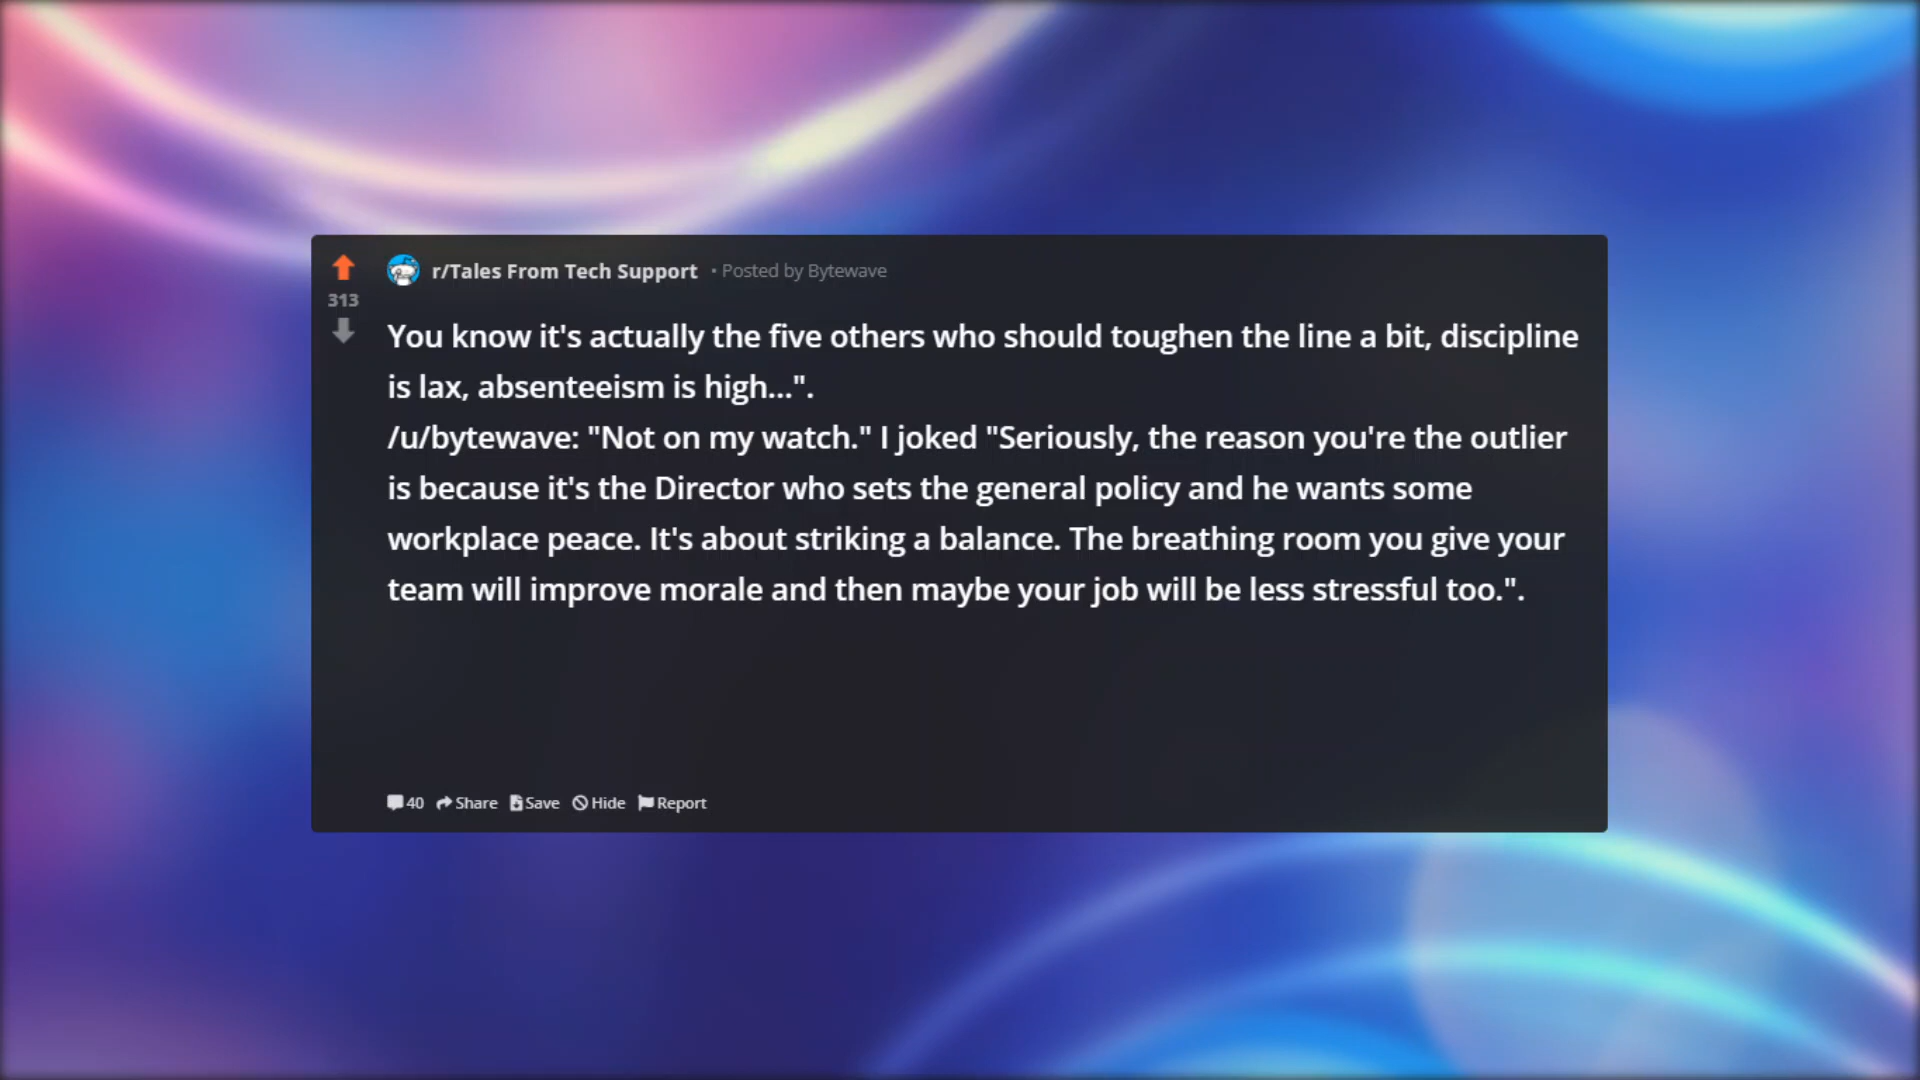 r/Tales From Tech Support • Posted by Bytewave
313
You know it's actually the five others who should toughen the line a bit, discipline
is lax, absenteeism is high...".
/u/bytewave: "Not on my watch." I joked "Seriously, the reason you're the outlier
is because it's the Director who sets the general policy and he wants some
workplace peace. It's about striking a balance. The breathing room you give your
team will improve morale and then maybe your job will be less stressful too.".
40 Share Save Hide Report